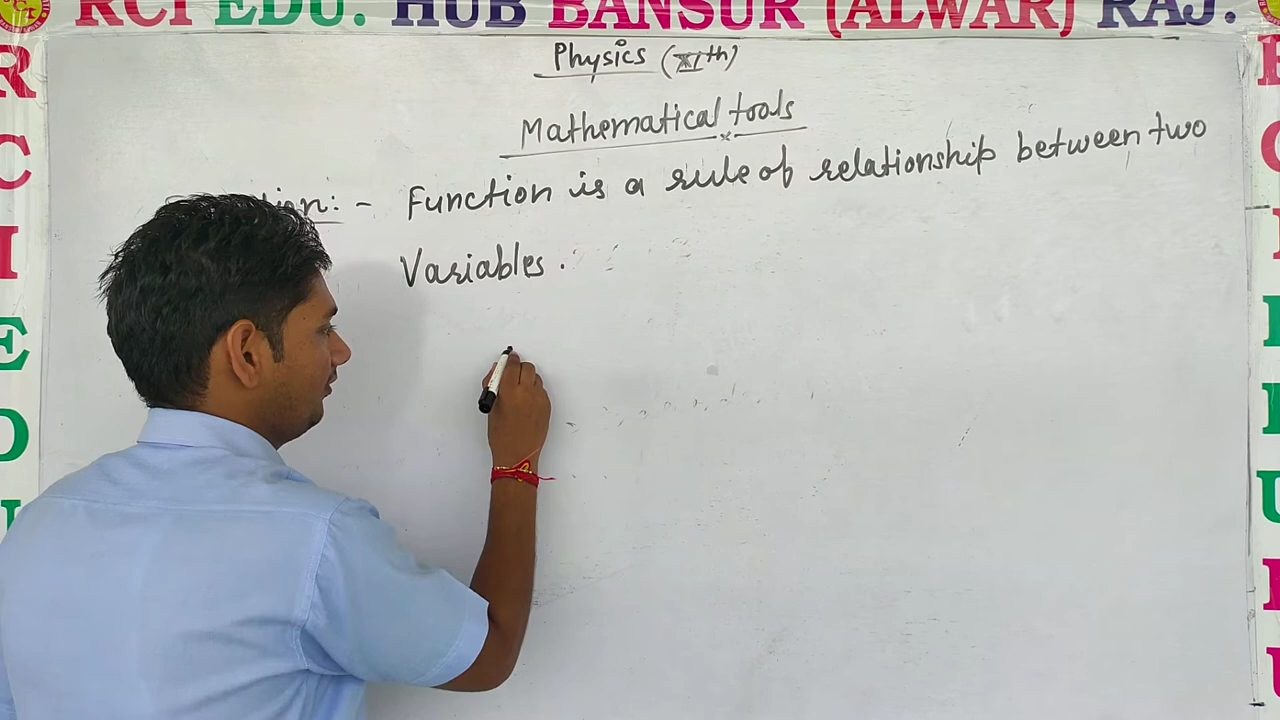 RCI EDU. HUB BANSUR (ALWAR) RAJ.
Physics (XIth)
Mathematical tools
:- Function is a rule of relationship between two
Variables.
R
C
I
E
D
U